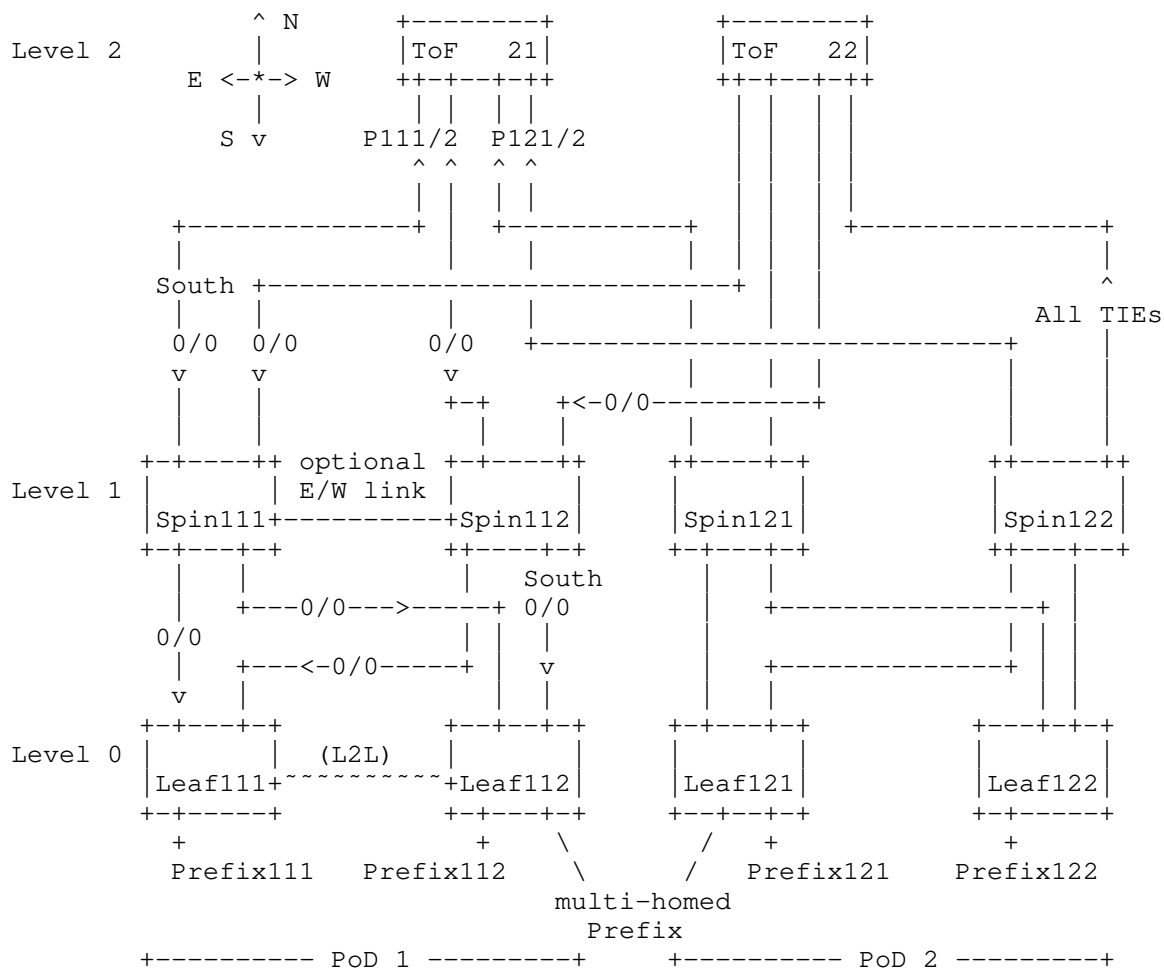 ^ N
Level 2 ToF 21 ToF 22
E <-*-> W
S v P111/2 P121/2
^ ^ ^ ^
South ^
All TIEs
0/0 0/0 0/0
v v v
<-0/0
optional
Level 1 E/W link
Spin111 Spin112 Spin121 Spin122
South
0/0---> 0/0
0/0
<-0/0 v
v
Level 0 (L2L)
Leaf111 ~~~~~~~~~~ Leaf112 Leaf121 Leaf122
+ + \ / + +
Prefix111 Prefix112 \ / Prefix121 Prefix122
multi-homed
Prefix
+---------- PoD 1 ---------+ +---------- PoD 2 ---------+